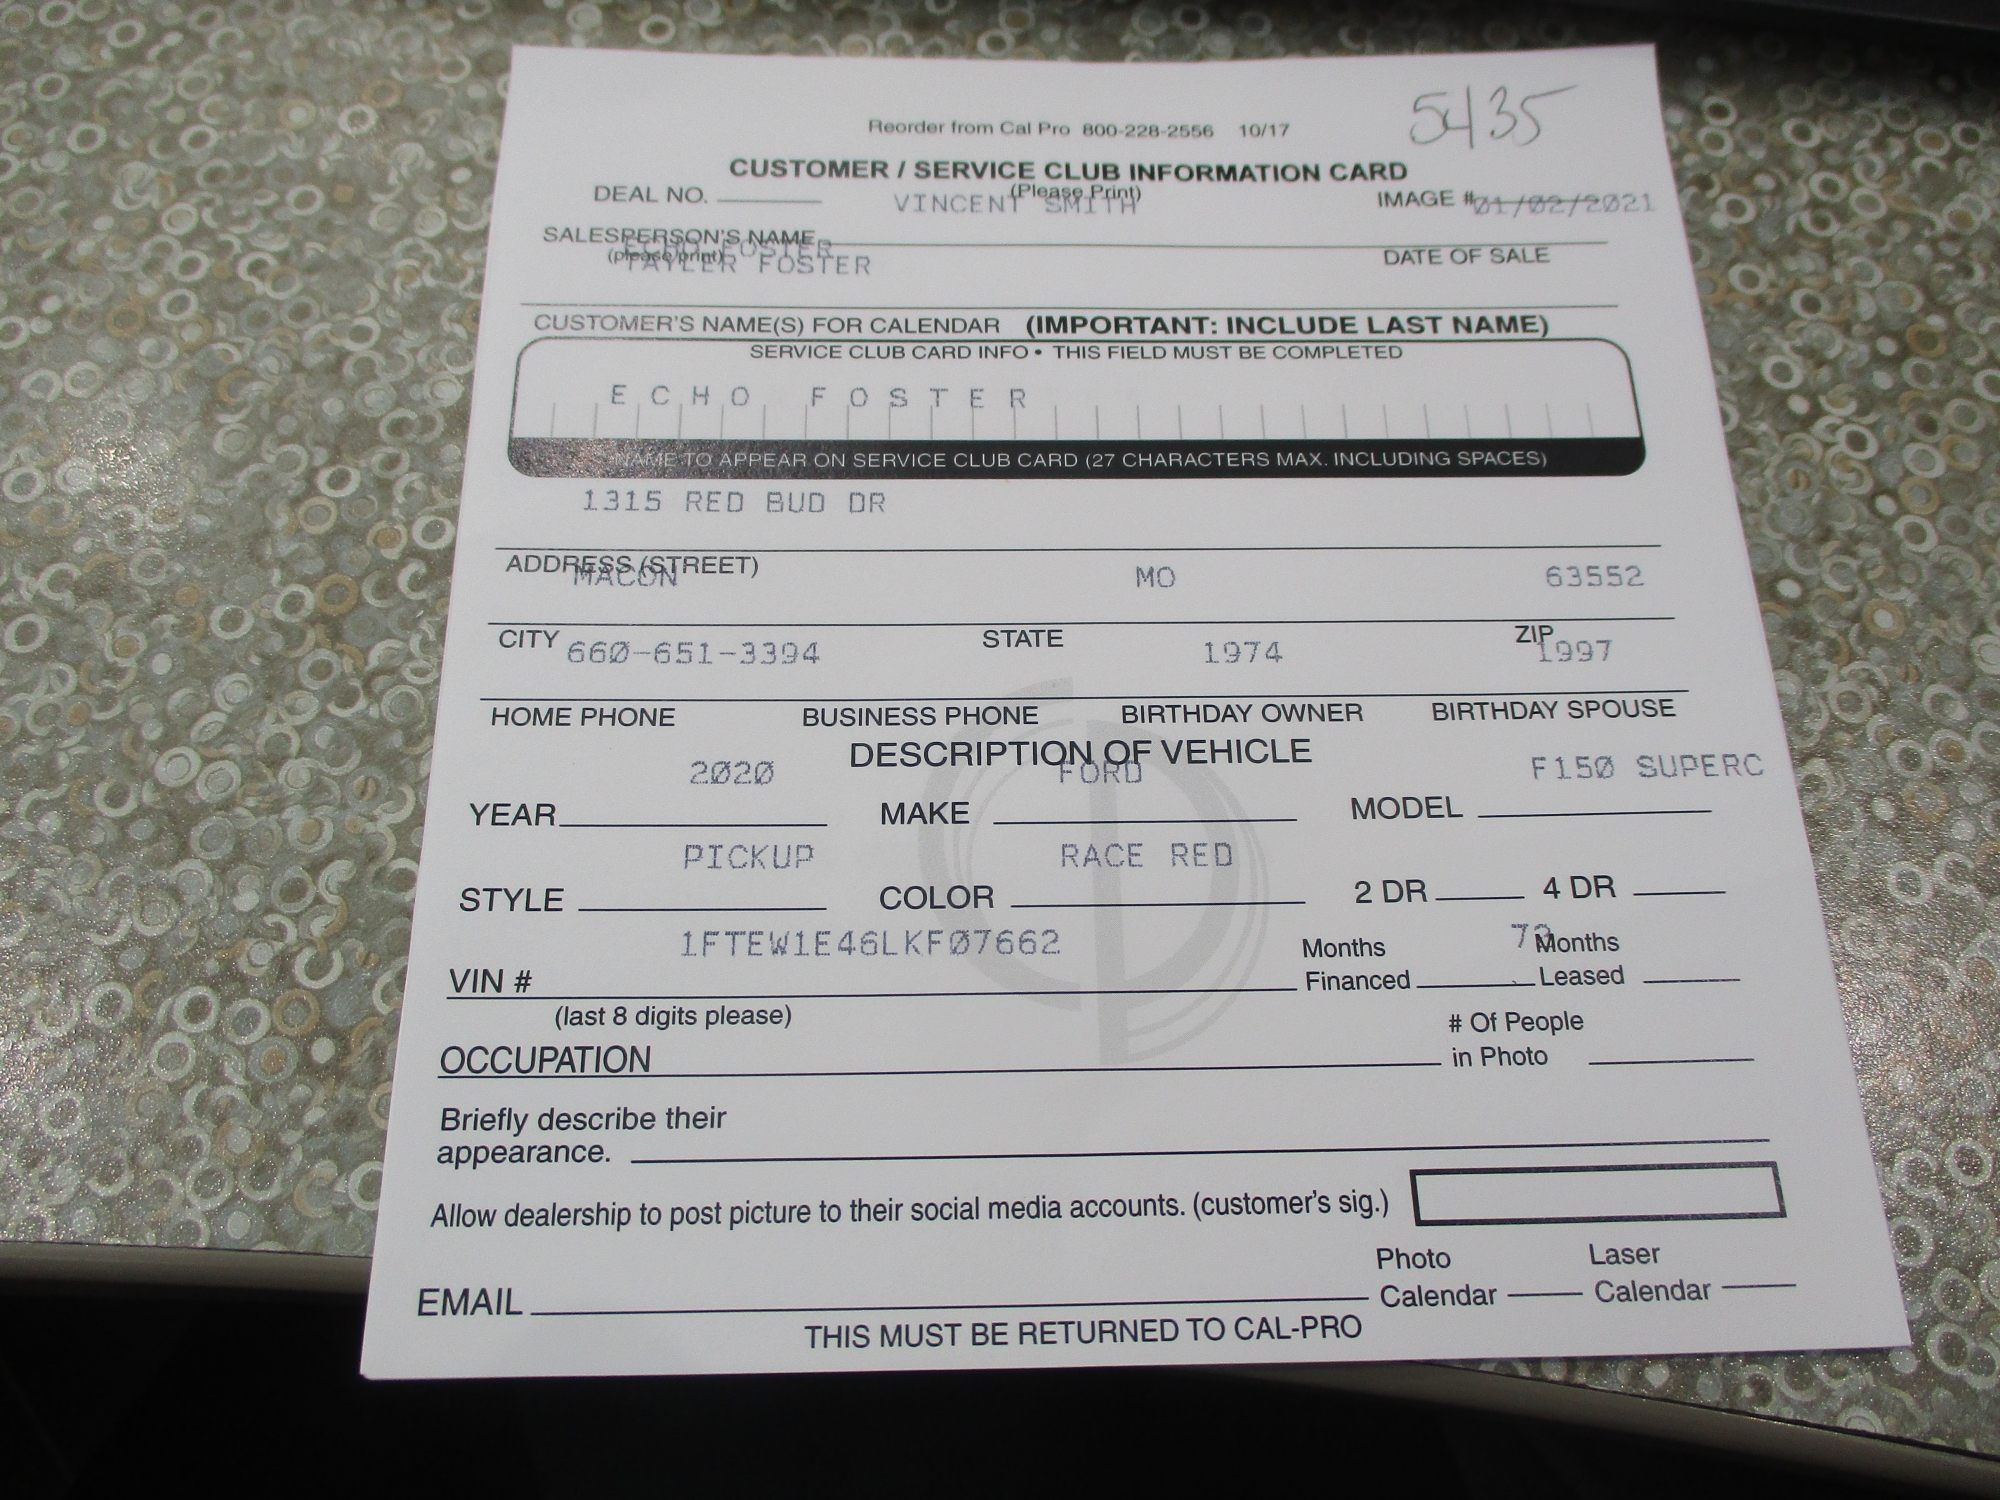 5435
Reorder from Cal Pro 800-228-2556 10/17
CUSTOMER / SERVICE CLUB INFORMATION CARD
(Please Print)
DEAL NO. VINCENT SMITH IMAGE # 01/02/2021
SALESPERSON'S NAME
ECHO FOSTER
(please print) DATE OF SALE
TAYLER FOSTER
CUSTOMER'S NAME(S) FOR CALENDAR (IMPORTANT: INCLUDE LAST NAME)
SERVICE CLUB CARD INFO • THIS FIELD MUST BE COMPLETED
ECHO FOSTER
NAME TO APPEAR ON SERVICE CLUB CARD (27 CHARACTERS MAX. INCLUDING SPACES)
1315 RED BUD DR
ADDRESS (STREET)
MACON MO 63552
CITY STATE ZIP
660-651-3394 1974 1997
HOME PHONE BUSINESS PHONE BIRTHDAY OWNER BIRTHDAY SPOUSE
DESCRIPTION OF VEHICLE
2020 FORD F150 SUPERC
YEAR MAKE MODEL
PICKUP RACE RED
STYLE COLOR 2 DR 4 DR
1FTEW1E46LKF07662
VIN # Months Financed Months Leased
(last 8 digits please)
OCCUPATION # Of People in Photo
Briefly describe their
appearance.
Allow dealership to post picture to their social media accounts. (customer's sig.)
Photo Laser
EMAIL Calendar Calendar
THIS MUST BE RETURNED TO CAL-PRO